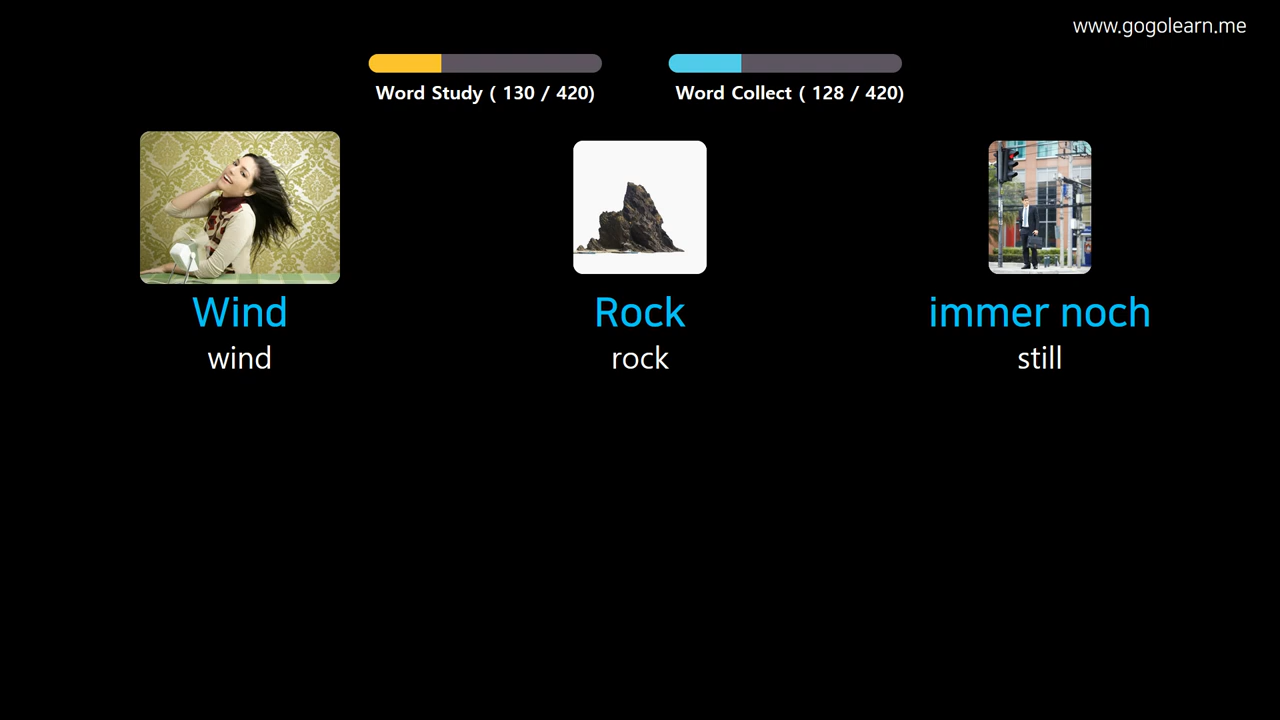 www.gogolearn.me
Word Study ( 130 / 420)
Word Collect ( 128 / 420)
Wind
Rock
immer noch
wind
rock
still